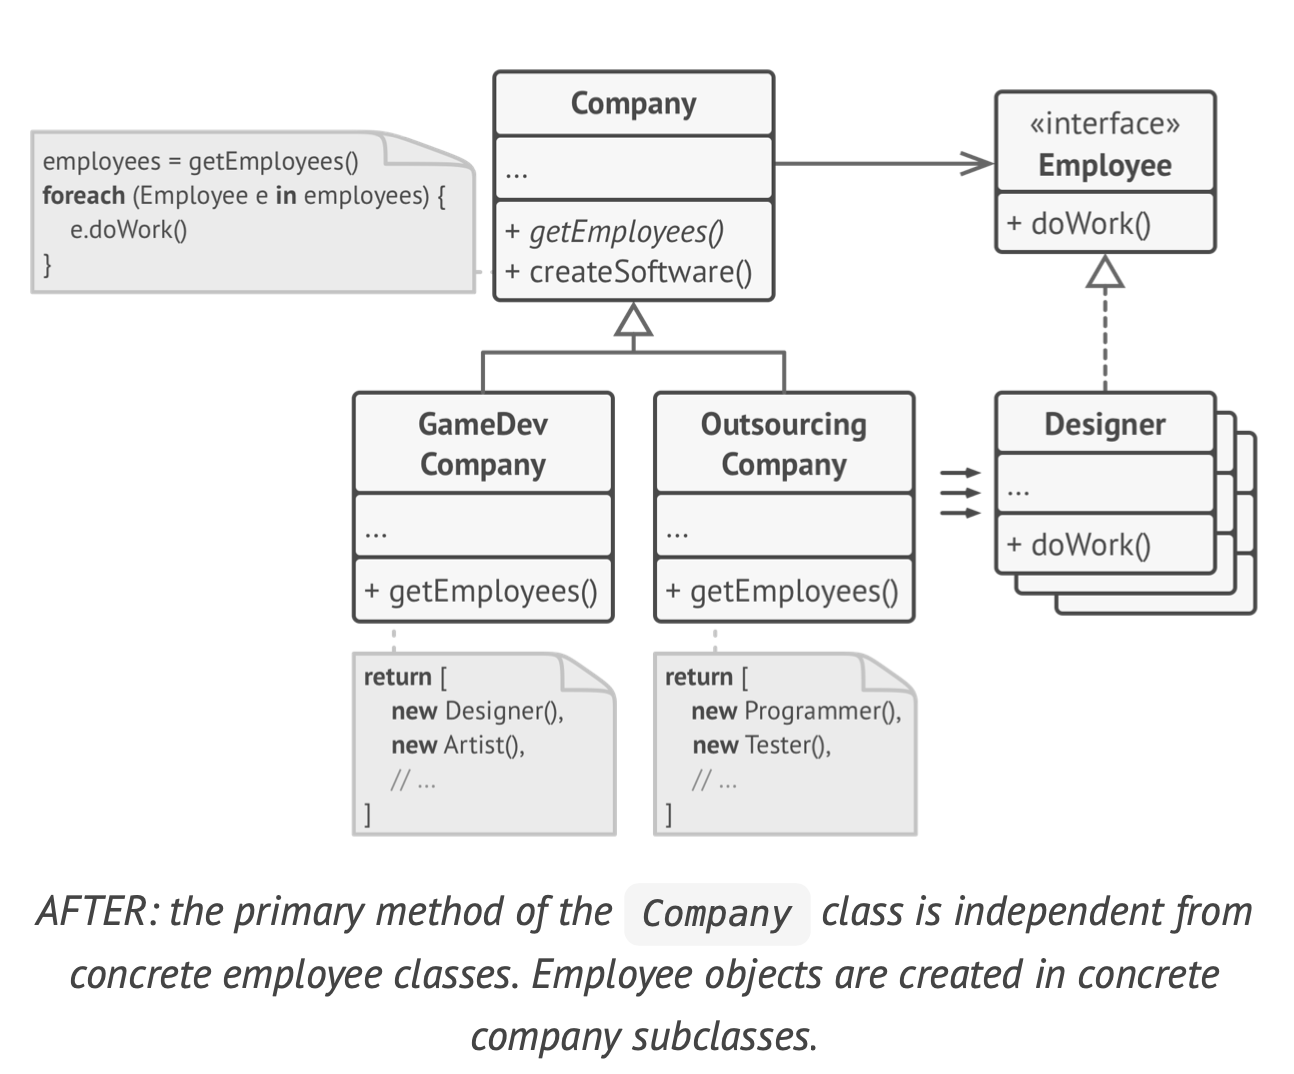 Company
...
+ getEmployees()
+ createSoftware()
employees = getEmployees()
foreach (Employee e in employees) {
e.doWork()
}
«interface»
Employee
+ doWork()
GameDev
Company
...
+ getEmployees()
return [
new Designer(),
new Artist(),
// ...
]
Outsourcing
Company
...
+ getEmployees()
return [
new Programmer(),
new Tester(),
// ...
]
Designer
...
+ doWork()
AFTER: the primary method of the Company class is independent from
concrete employee classes. Employee objects are created in concrete
company subclasses.